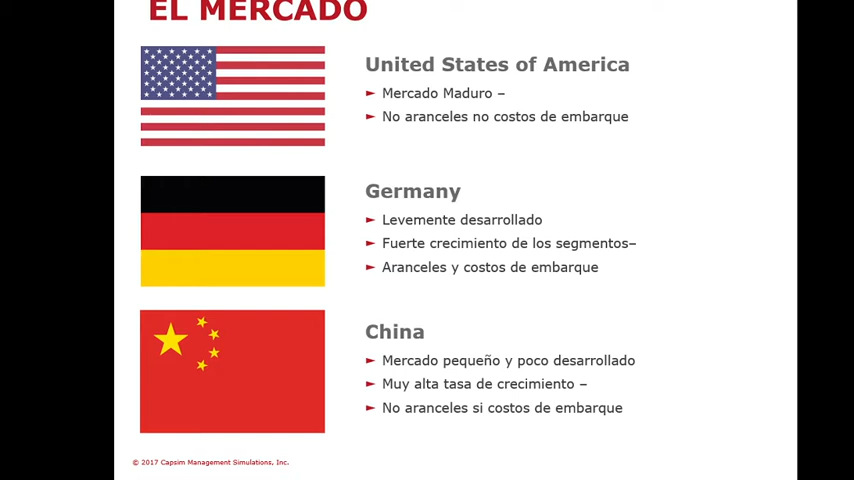 EL MERCADO
United States of America
► Mercado Maduro –
► No aranceles no costos de embarque
Germany
► Levemente desarrollado
► Fuerte crecimiento de los segmentos–
► Aranceles y costos de embarque
China
► Mercado pequeño y poco desarrollado
► Muy alta tasa de crecimiento –
► No aranceles si costos de embarque
© 2017 Capsim Management Simulations, Inc.